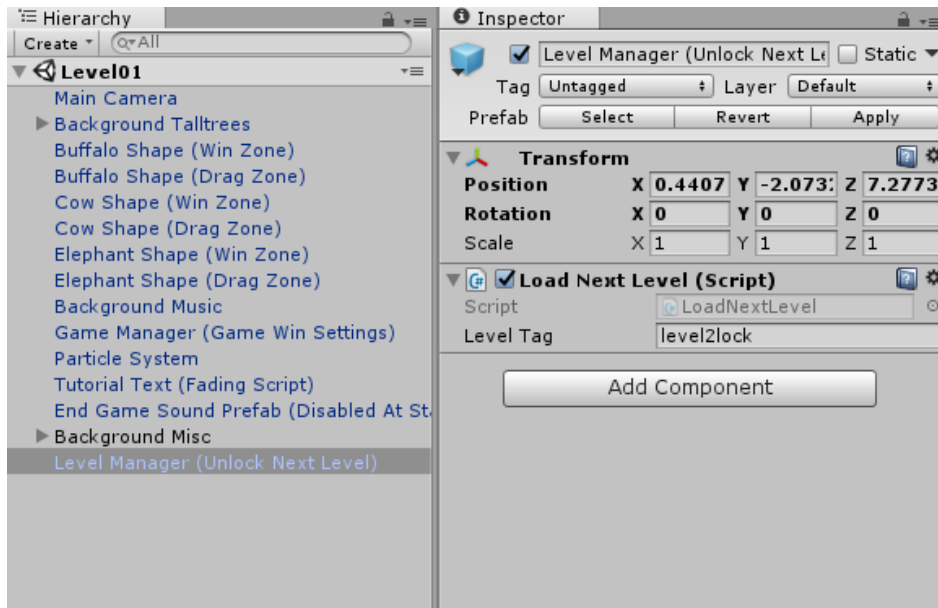 Hierarchy
Create
All
Level01
Main Camera
Background Talltrees
Buffalo Shape (Win Zone)
Buffalo Shape (Drag Zone)
Cow Shape (Win Zone)
Cow Shape (Drag Zone)
Elephant Shape (Win Zone)
Elephant Shape (Drag Zone)
Background Music
Game Manager (Game Win Settings)
Particle System
Tutorial Text (Fading Script)
End Game Sound Prefab (Disabled At
Background Misc
Level Manager (Unlock Next Level)
Inspector
Level Manager (Unlock Next Static
Tag Untagged Layer Default
Prefab Select Revert Apply
Transform
Position X 0.4407 Y -2.073 Z 7.2773
Rotation X 0 Y 0 Z 0
Scale X 1 Y 1 Z 1
Load Next Level (Script)
Script LoadNextLevel
Level Tag level2lock
Add Component